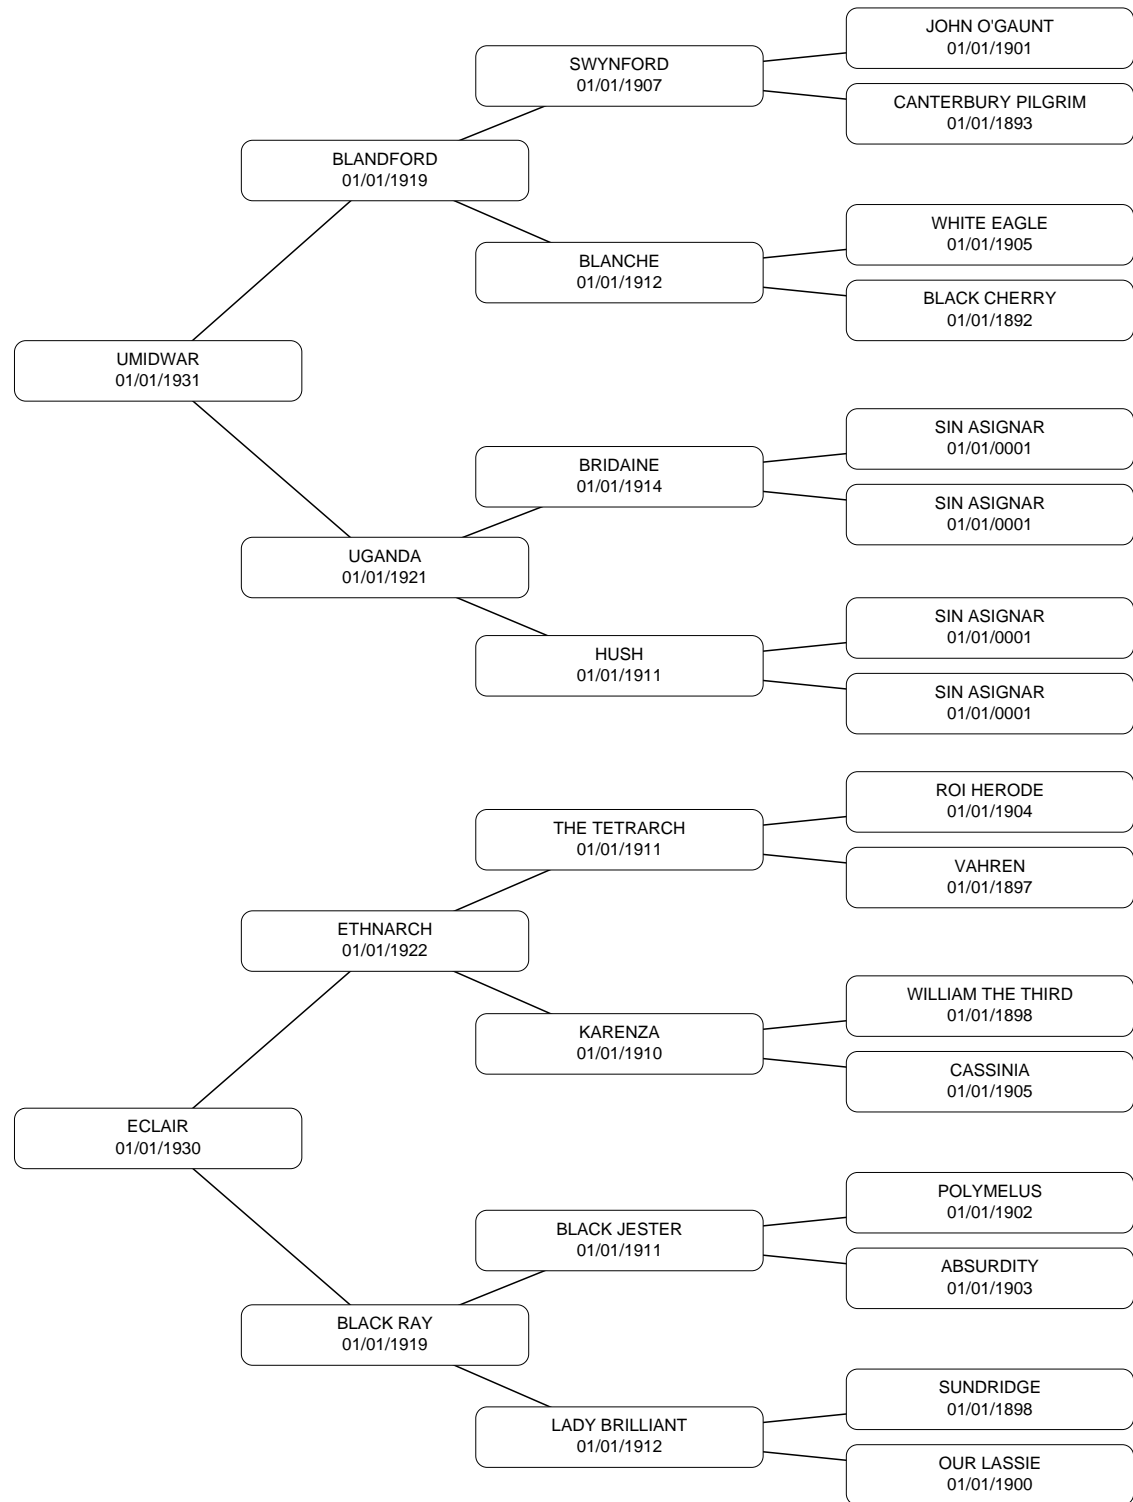 JOHN O'GAUNT
01/01/1901
SWYNFORD
01/01/1907
CANTERBURY PILGRIM
01/01/1893
BLANDFORD
01/01/1919
WHITE EAGLE
01/01/1905
BLANCHE
01/01/1912
BLACK CHERRY
01/01/1892
UMIDWAR
01/01/1931
SIN ASIGNAR
01/01/0001
BRIDAINE
01/01/1914
SIN ASIGNAR
01/01/0001
UGANDA
01/01/1921
SIN ASIGNAR
01/01/0001
HUSH
01/01/1911
SIN ASIGNAR
01/01/0001
ROI HERODE
01/01/1904
THE TETRARCH
01/01/1911
VAHREN
01/01/1897
ETHNARCH
01/01/1922
WILLIAM THE THIRD
01/01/1898
KARENZA
01/01/1910
CASSINIA
01/01/1905
ECLAIR
01/01/1930
POLYMELUS
01/01/1902
BLACK JESTER
01/01/1911
ABSURDITY
01/01/1903
BLACK RAY
01/01/1919
SUNDRIDGE
01/01/1898
LADY BRILLIANT
01/01/1912
OUR LASSIE
01/01/1900